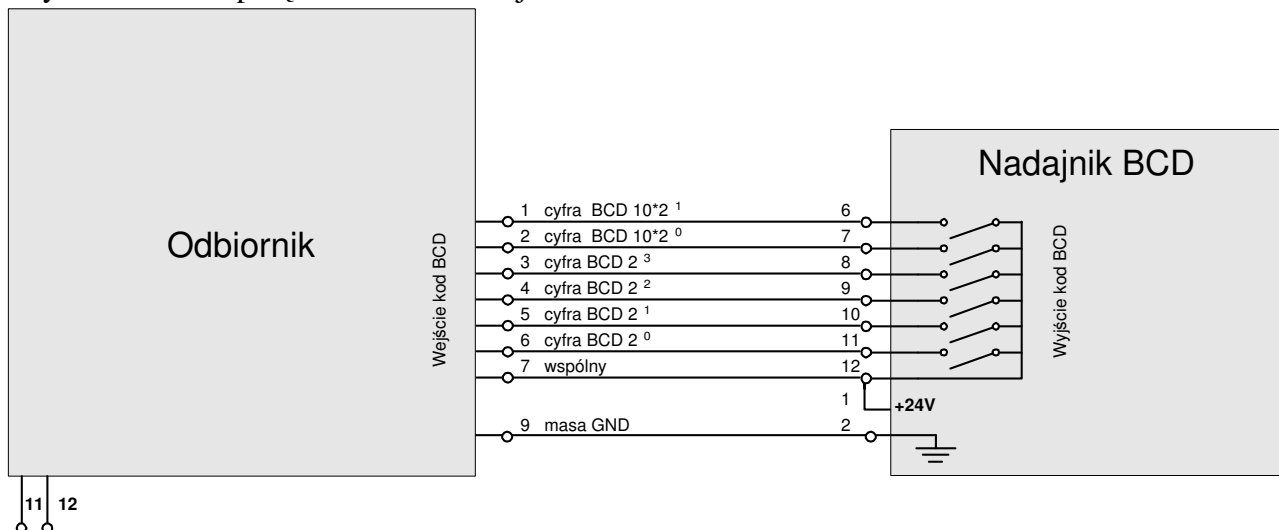 Odbiornik
Wejście kod BCD
Nadajnik BCD
Wyjście kod BCD
1 cyfra BCD 10*2 ¹ 6
2 cyfra BCD 10*2 ⁰ 7
3 cyfra BCD 2 ³ 8
4 cyfra BCD 2 ² 9
5 cyfra BCD 2 ¹ 10
6 cyfra BCD 2 ⁰ 11
7 wspólny 12
1 +24V
9 masa GND 2
11 12